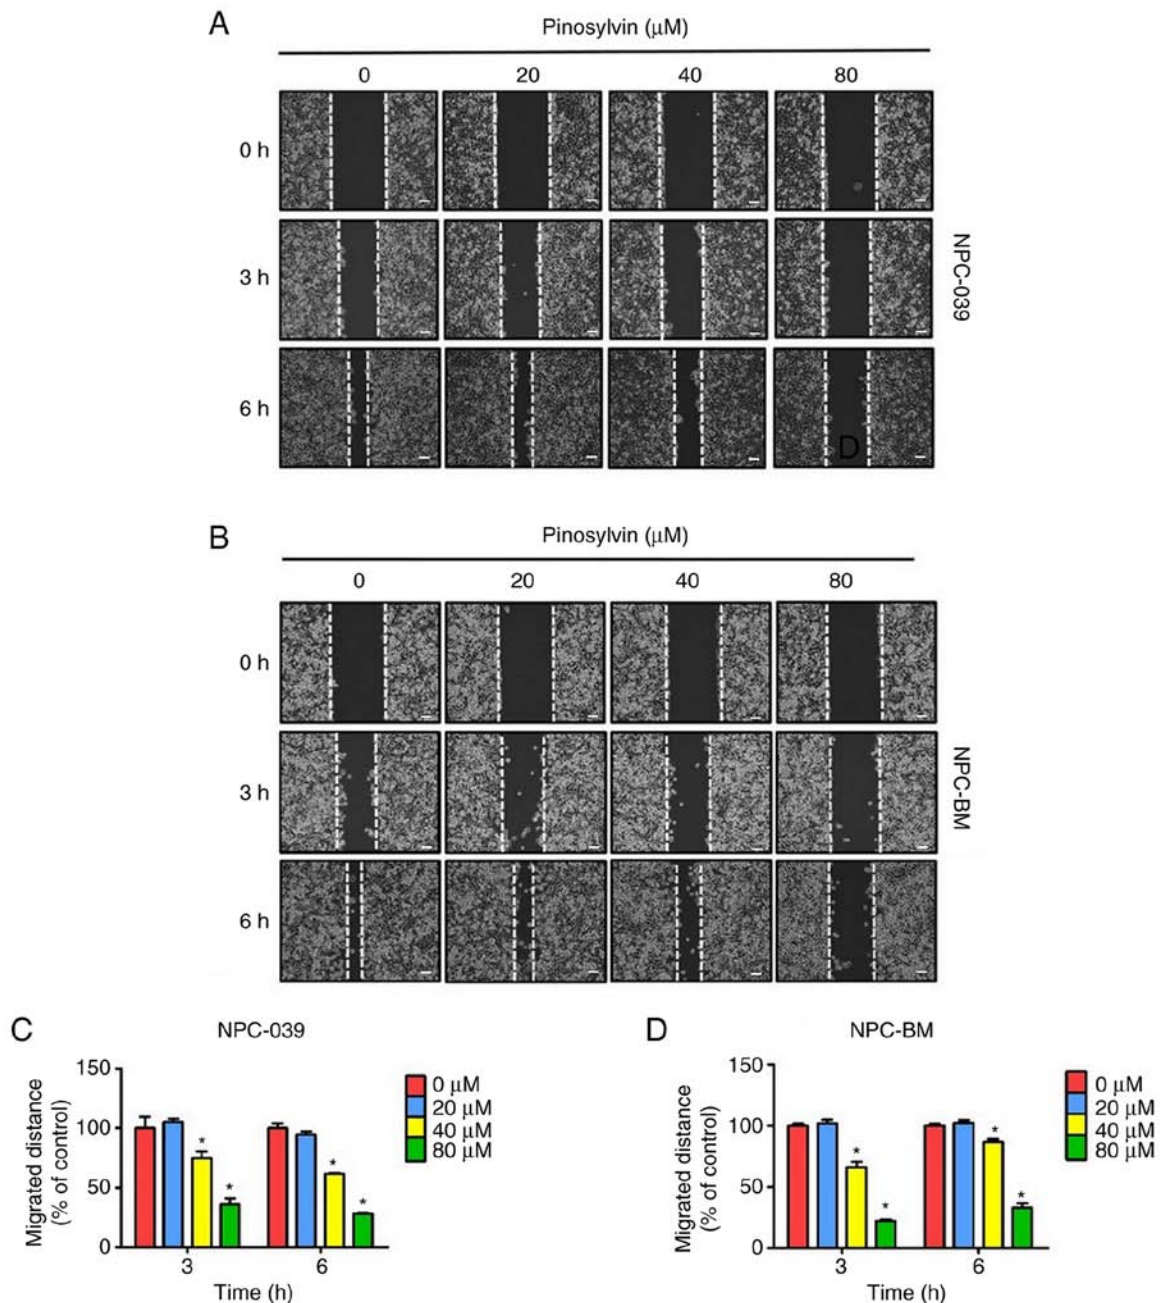 A
Pinosylvin (μM)
0 20 40 80
0 h
3 h
6 h
NPC-039
D
B
Pinosylvin (μM)
0 20 40 80
0 h
3 h
6 h
NPC-BM
C
NPC-039
Migrated distance
(% of control)
150
100
50
0
* * * *
3 6
Time (h)
0 μM
20 μM
40 μM
80 μM
D
NPC-BM
Migrated distance
(% of control)
150
100
50
0
* * * *
3 6
Time (h)
0 μM
20 μM
40 μM
80 μM